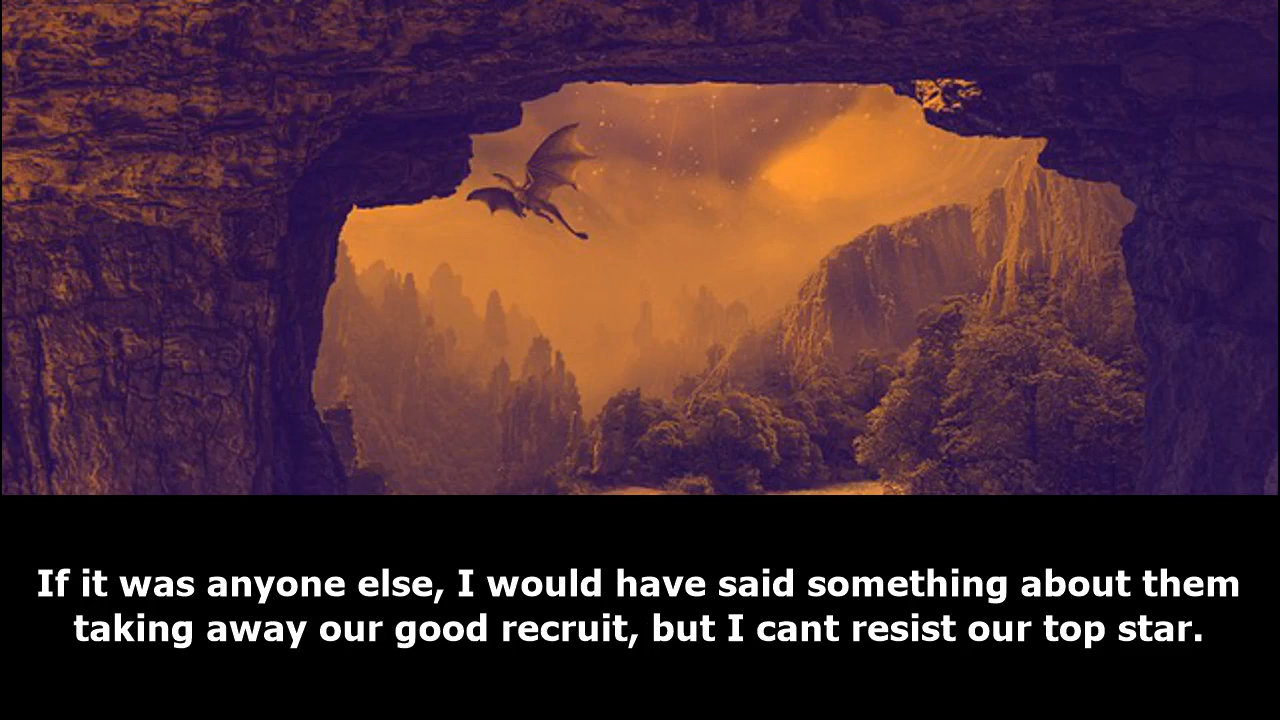 If it was anyone else, I would have said something about them
taking away our good recruit, but I cant resist our top star.